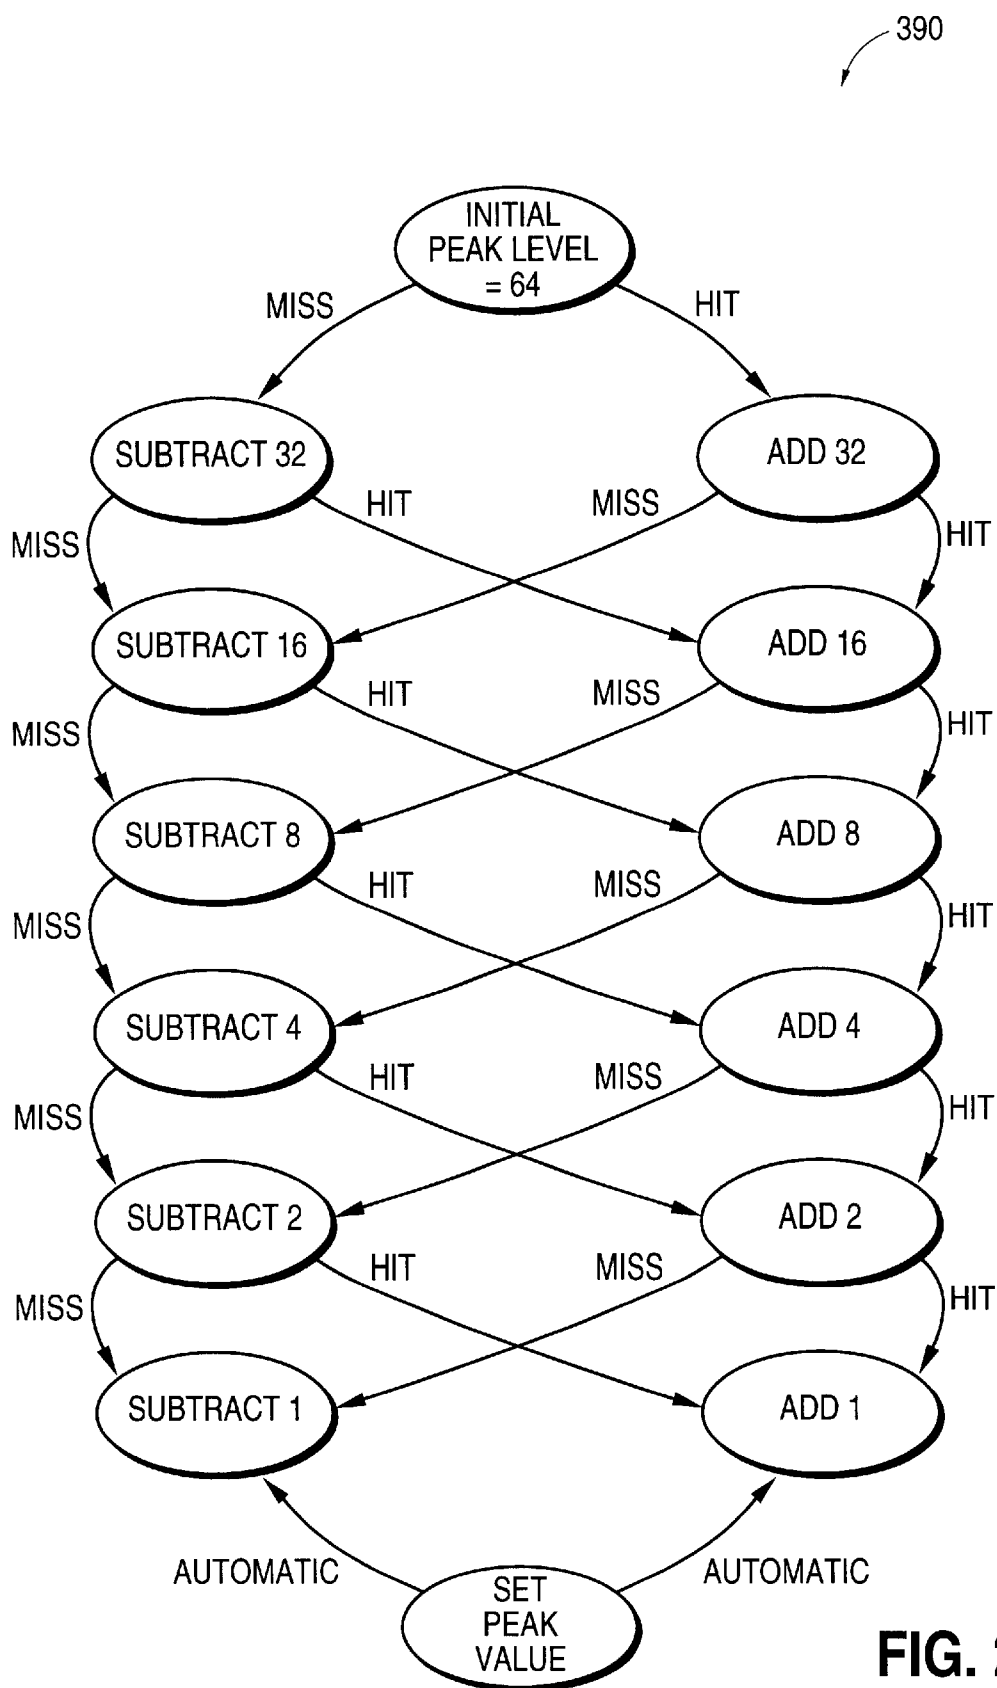 390
INITIAL
PEAK LEVEL
= 64
MISS
HIT
SUBTRACT 32
ADD 32
HIT
MISS
MISS
HIT
SUBTRACT 16
ADD 16
HIT
MISS
MISS
HIT
SUBTRACT 8
ADD 8
HIT
MISS
MISS
HIT
SUBTRACT 4
ADD 4
HIT
MISS
MISS
HIT
SUBTRACT 2
ADD 2
HIT
MISS
MISS
HIT
SUBTRACT 1
ADD 1
AUTOMATIC
AUTOMATIC
SET
PEAK
VALUE
FIG.